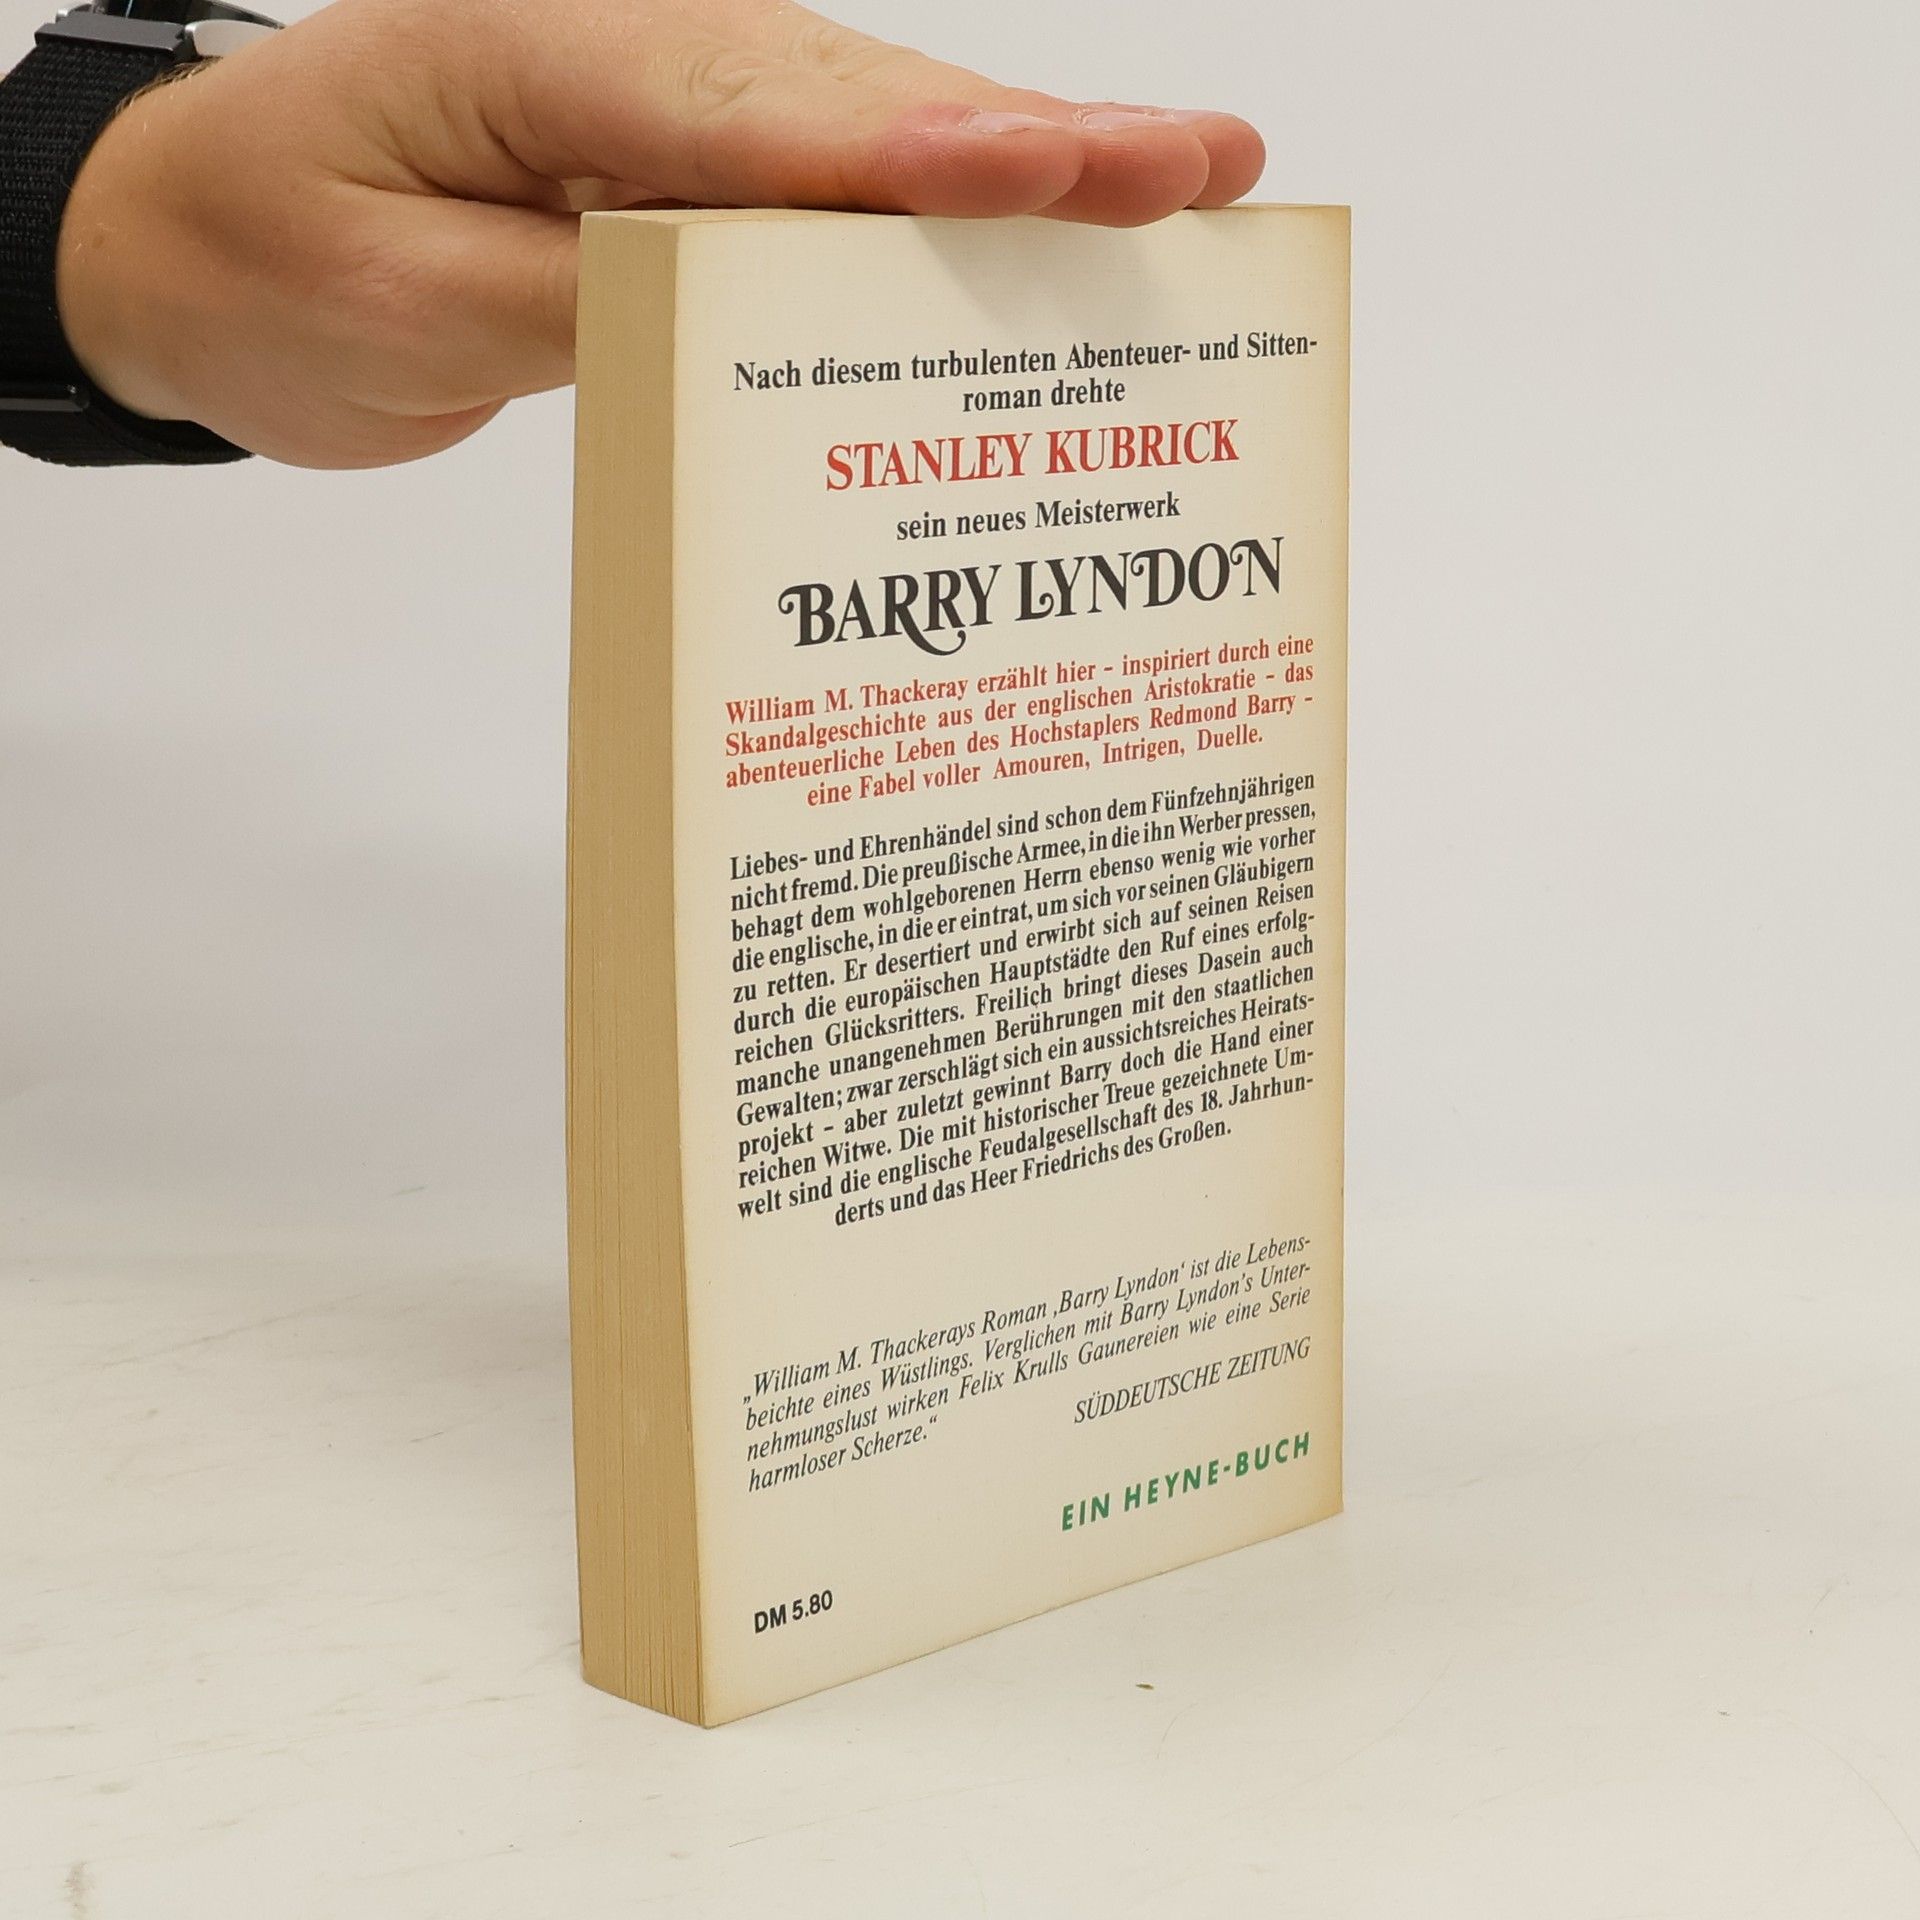 Nach diesem turbulenten Abenteuer- und Sitten-
roman drehte
STANLEY KUBRICK
sein neues Meisterwerk
BARRY LYNDON
William M. Thackeray erzählt hier – inspiriert durch eine
Skandalgeschichte aus der englischen Aristokratie – das
abenteuerliche Leben des Hochstaplers Redmond Barry –
eine Fabel voller Amouren, Intrigen, Duelle.
Liebes- und Ehrenhändel sind schon dem Fünfzehnjährigen
nicht fremd. Die preußische Armee, in die ihn Werber pressen,
behagt dem wohlgeborenen Herrn ebenso wenig wie vorher
die englische, in die er eintrat, um sich vor seinen Gläubigern
zu retten. Er desertiert und erwirbt sich auf seinen Reisen
durch die europäischen Hauptstädte den Ruf eines erfolg-
reichen Glücksritters. Freilich bringt dieses Dasein auch
manche unangenehmen Berührungen mit den staatlichen
Gewalten; zwar zerschlägt sich ein aussichtsreiches Heirats-
projekt – aber zuletzt gewinnt Barry doch die Hand einer
reichen Witwe. Die mit historischer Treue gezeichnete Um-
welt sind die englische Feudalgesellschaft des 18. Jahrhun-
derts und das Heer Friedrichs des Großen.
„William M. Thackerays Roman ‚Barry Lyndon‘ ist die Lebens-
beichte eines Wüstlings. Verglichen mit Barry Lyndon's Unter-
nehmungslust wirken Felix Krulls Gaunereien wie eine Serie
harmloser Scherze.“
SÜDDEUTSCHE ZEITUNG
EIN HEYNE-BUCH
DM 5.80